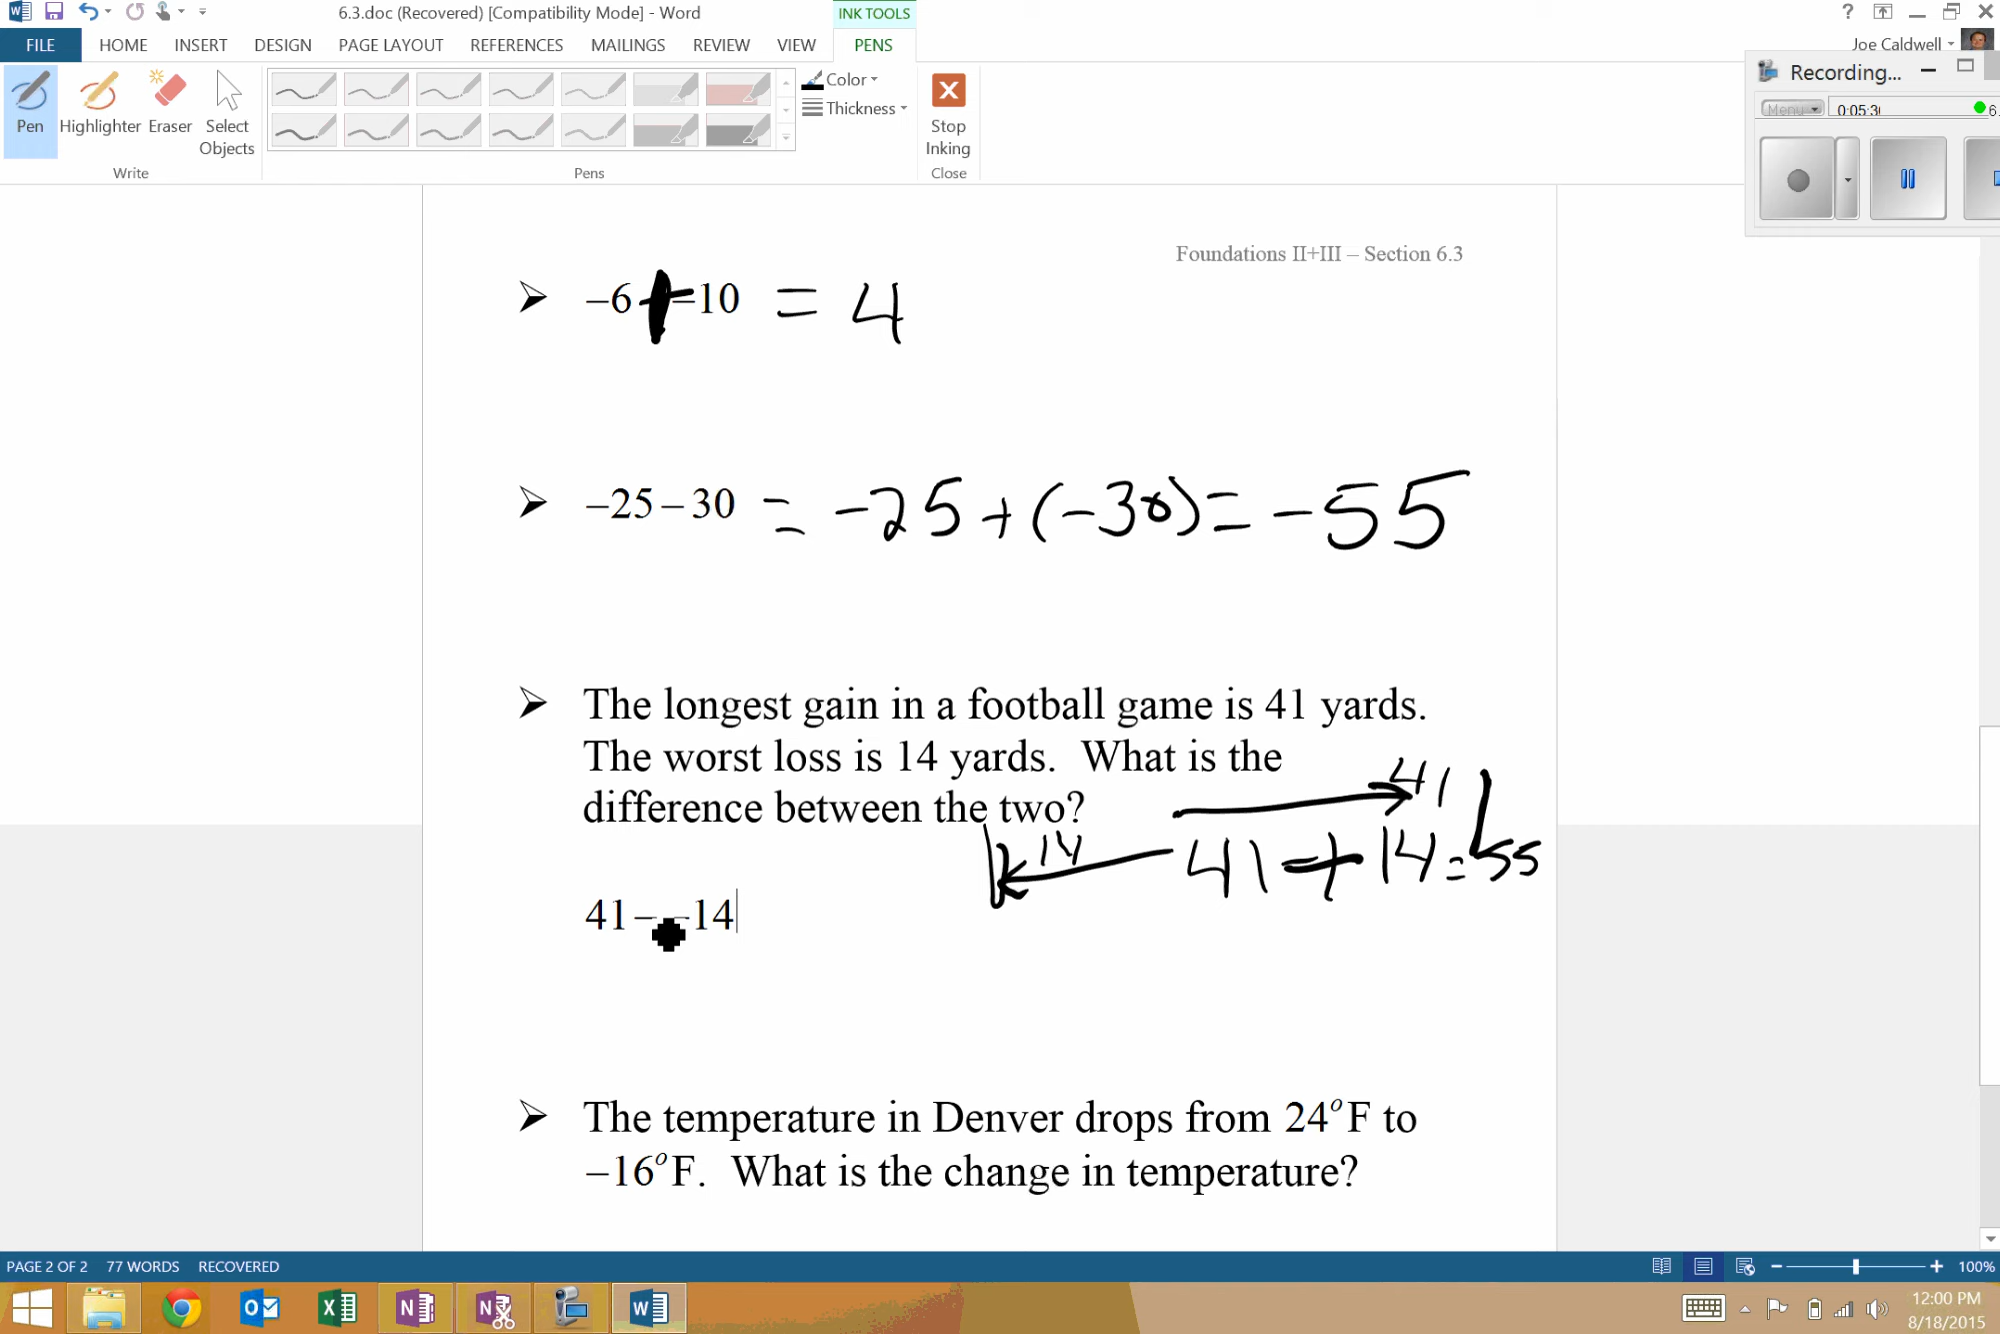 6.3.doc (Recovered) [Compatibility Mode] - Word
INK TOOLS
FILE HOME INSERT DESIGN PAGE LAYOUT REFERENCES MAILINGS REVIEW VIEW PENS
Joe Caldwell
Recording...
Menu 0:05:3
6
Pen Highlighter Eraser Select Objects
Color
Thickness
Stop Inking
Write Pens Close
Foundations II+III – Section 6.3
➢ –6 + –10 = 4
➢ –25 – 30 = -25 + (-30) = -55
➢ The longest gain in a football game is 41 yards.
The worst loss is 14 yards. What is the
difference between the two?
41
14
41 + 14 = 55
41 – –14
➢ The temperature in Denver drops from 24°F to
–16°F. What is the change in temperature?
PAGE 2 OF 2 77 WORDS RECOVERED
100%
12:00 PM
8/18/2015